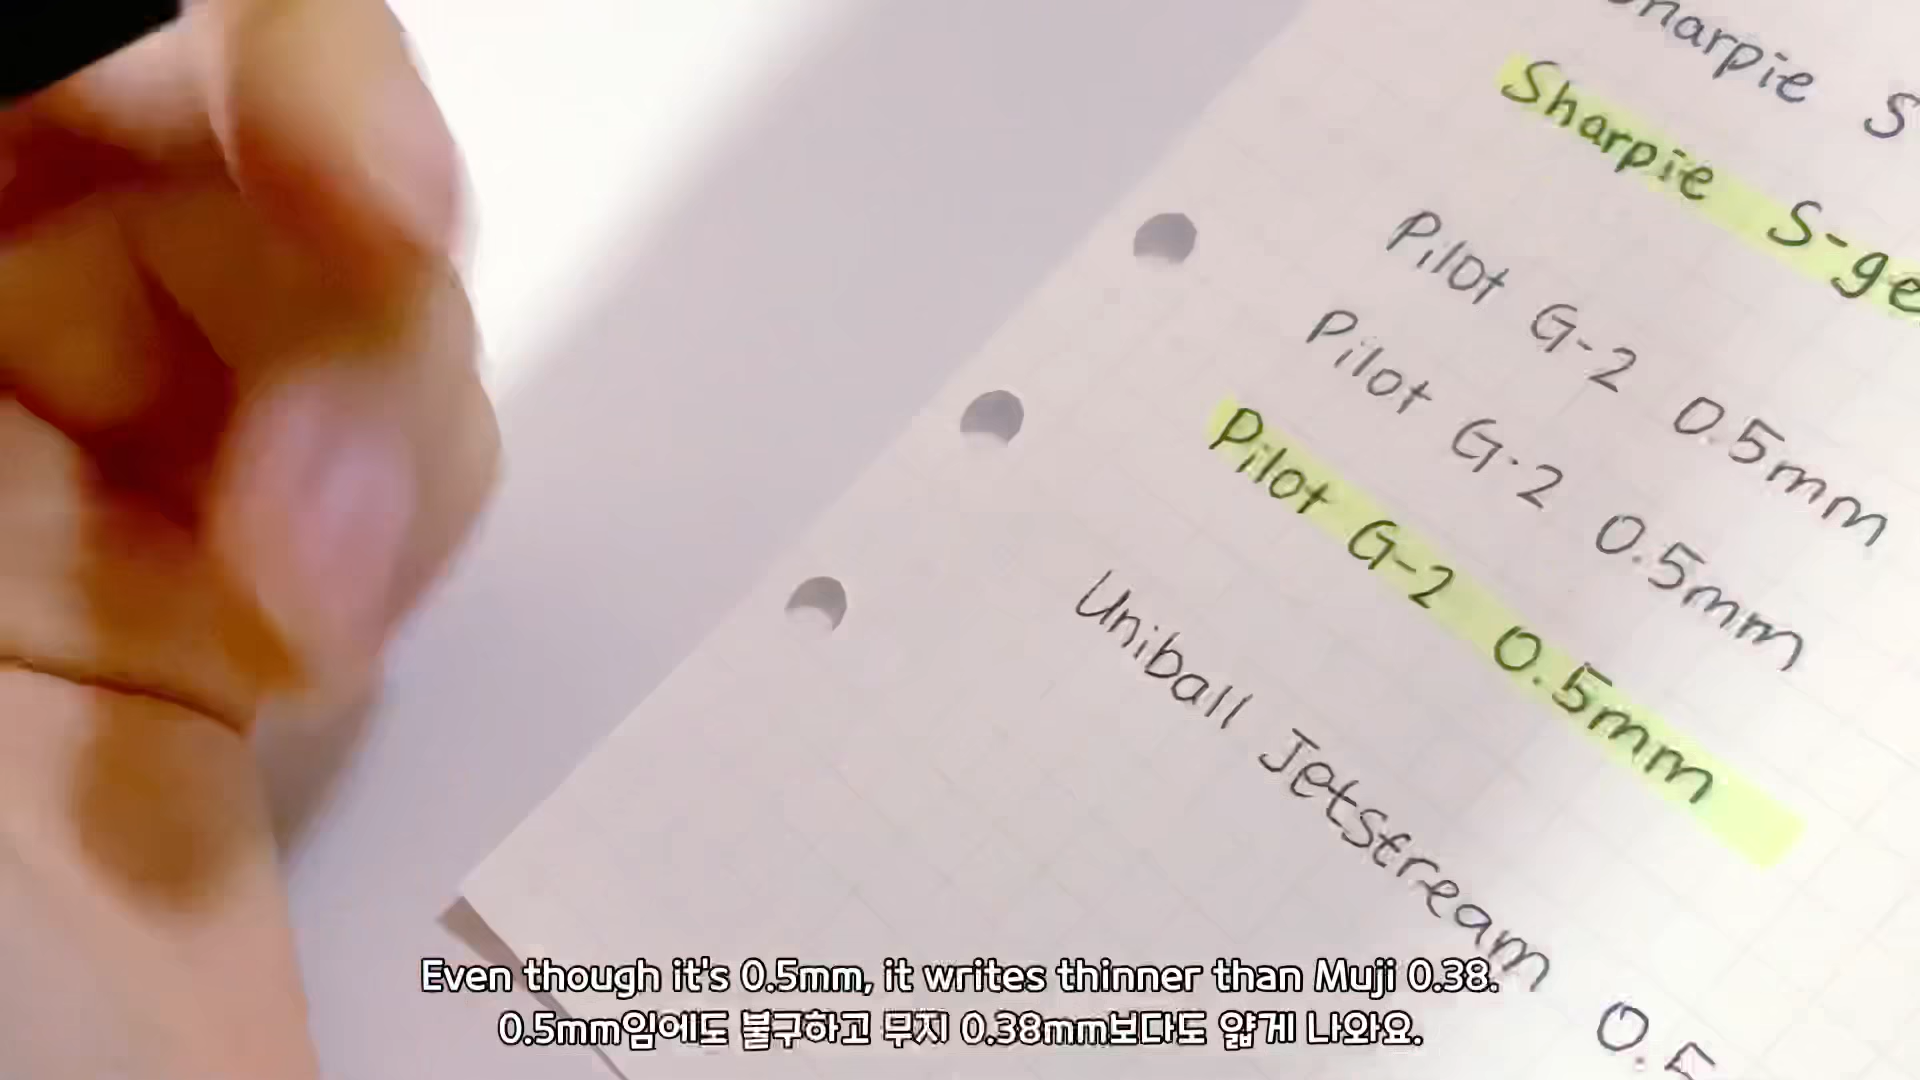 Sharpie S
Sharpie S-ge
Pilot G-2 0.5mm
Pilot G-2 0.5mm
Pilot G-2 0.5mm
Uniball Jetstream 0.5
Even though it's 0.5mm, it writes thinner than Muji 0.38.
0.5mm임에도 불구하고 무지 0.38mm보다도 얇게 나와요.